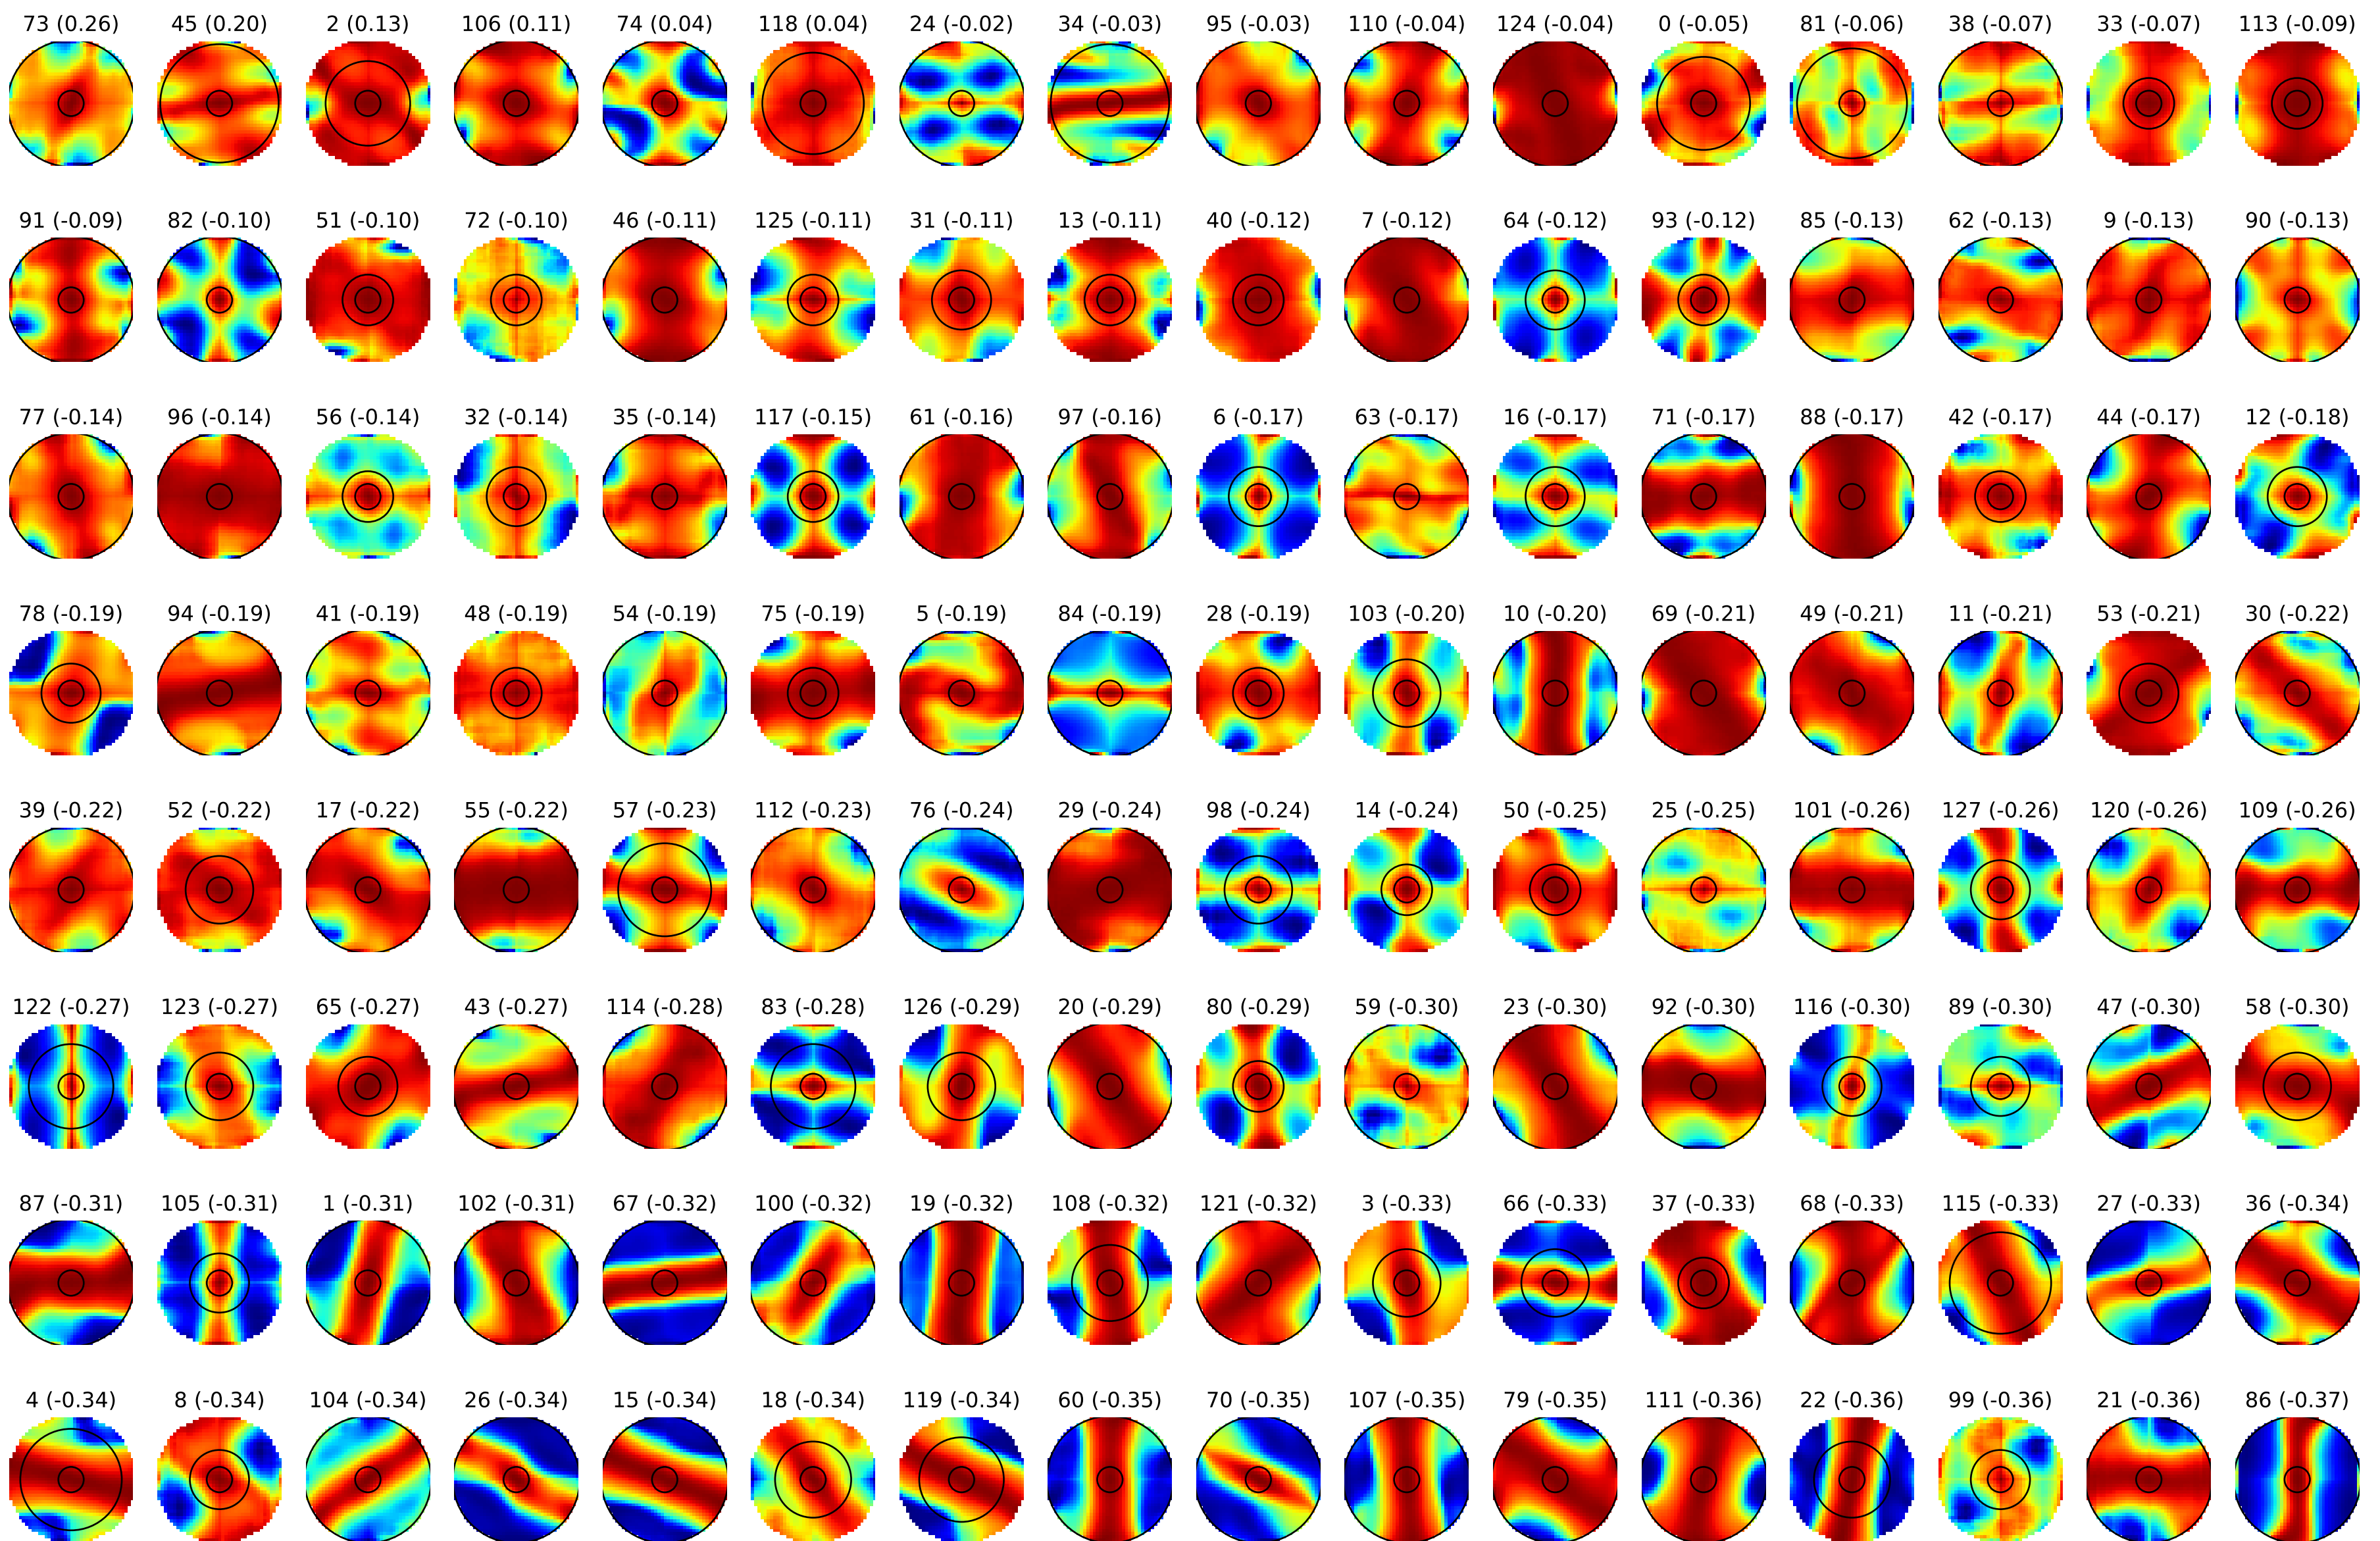 73 (0.26) 45 (0.20) 2 (0.13) 106 (0.11) 74 (0.04) 118 (0.04) 24 (-0.02) 34 (-0.03) 95 (-0.03) 110 (-0.04) 124 (-0.04) 0 (-0.05) 81 (-0.06) 38 (-0.07) 33 (-0.07) 113 (-0.09)
91 (-0.09) 82 (-0.10) 51 (-0.10) 72 (-0.10) 46 (-0.11) 125 (-0.11) 31 (-0.11) 13 (-0.11) 40 (-0.12) 7 (-0.12) 64 (-0.12) 93 (-0.12) 85 (-0.13) 62 (-0.13) 9 (-0.13) 90 (-0.13)
77 (-0.14) 96 (-0.14) 56 (-0.14) 32 (-0.14) 35 (-0.14) 117 (-0.15) 61 (-0.16) 97 (-0.16) 6 (-0.17) 63 (-0.17) 16 (-0.17) 71 (-0.17) 88 (-0.17) 42 (-0.17) 44 (-0.17) 12 (-0.18)
78 (-0.19) 94 (-0.19) 41 (-0.19) 48 (-0.19) 54 (-0.19) 75 (-0.19) 5 (-0.19) 84 (-0.19) 28 (-0.19) 103 (-0.20) 10 (-0.20) 69 (-0.21) 49 (-0.21) 11 (-0.21) 53 (-0.21) 30 (-0.22)
39 (-0.22) 52 (-0.22) 17 (-0.22) 55 (-0.22) 57 (-0.23) 112 (-0.23) 76 (-0.24) 29 (-0.24) 98 (-0.24) 14 (-0.24) 50 (-0.25) 25 (-0.25) 101 (-0.26) 127 (-0.26) 120 (-0.26) 109 (-0.26)
122 (-0.27) 123 (-0.27) 65 (-0.27) 43 (-0.27) 114 (-0.28) 83 (-0.28) 126 (-0.29) 20 (-0.29) 80 (-0.29) 59 (-0.30) 23 (-0.30) 92 (-0.30) 116 (-0.30) 89 (-0.30) 47 (-0.30) 58 (-0.30)
87 (-0.31) 105 (-0.31) 1 (-0.31) 102 (-0.31) 67 (-0.32) 100 (-0.32) 19 (-0.32) 108 (-0.32) 121 (-0.32) 3 (-0.33) 66 (-0.33) 37 (-0.33) 68 (-0.33) 115 (-0.33) 27 (-0.33) 36 (-0.34)
4 (-0.34) 8 (-0.34) 104 (-0.34) 26 (-0.34) 15 (-0.34) 18 (-0.34) 119 (-0.34) 60 (-0.35) 70 (-0.35) 107 (-0.35) 79 (-0.35) 111 (-0.36) 22 (-0.36) 99 (-0.36) 21 (-0.36) 86 (-0.37)